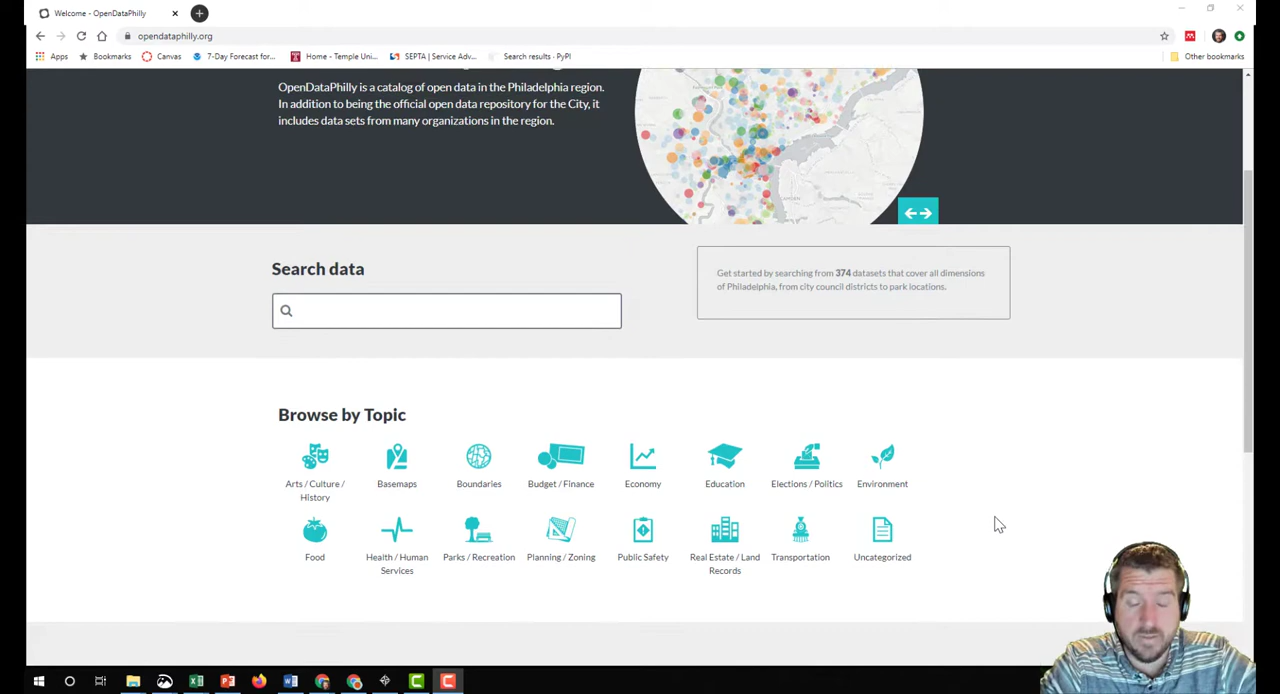 Welcome - OpenDataPhilly
opendataphilly.org
Apps Bookmarks Canvas 7-Day Forecast for... Home - Temple Uni... SEPTA | Service Adv... Search results · PyPI Other bookmarks
OpenDataPhilly is a catalog of open data in the Philadelphia region.
In addition to being the official open data repository for the City, it
includes data sets from many organizations in the region.
Search data
Get started by searching from 374 datasets that cover all dimensions
of Philadelphia, from city council districts to park locations.
Browse by Topic
Arts / Culture / History
Basemaps
Boundaries
Budget / Finance
Economy
Education
Elections / Politics
Environment
Food
Health / Human Services
Parks / Recreation
Planning / Zoning
Public Safety
Real Estate / Land Records
Transportation
Uncategorized